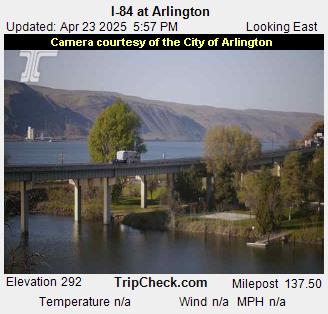 I-84 at Arlington
Updated: Apr 23 2025 5:57 PM Looking East
Camera courtesy of the City of Arlington
Elevation 292 TripCheck.com Milepost 137.50
Temperature n/a Wind n/a MPH n/a